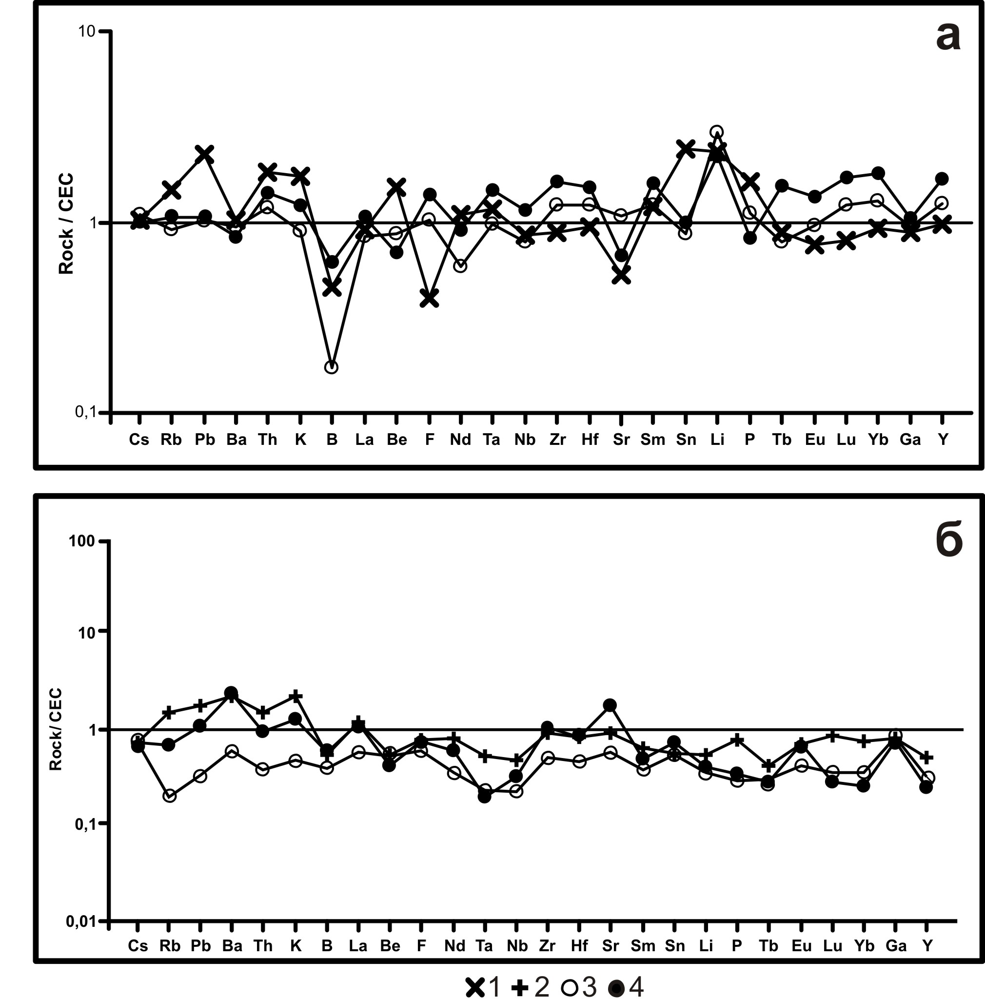 а
10
1
0,1
Rock / CEC
Cs Rb Pb Ba Th K B La Be F Nd Ta Nb Zr Hf Sr Sm Sn Li P Tb Eu Lu Yb Ga Y
б
100
10
1
0,1
0,01
Rock/ CEC
Cs Rb Pb Ba Th K B La Be F Nd Ta Nb Zr Hf Sr Sm Sn Li P Tb Eu Lu Yb Ga Y
1 2 3 4